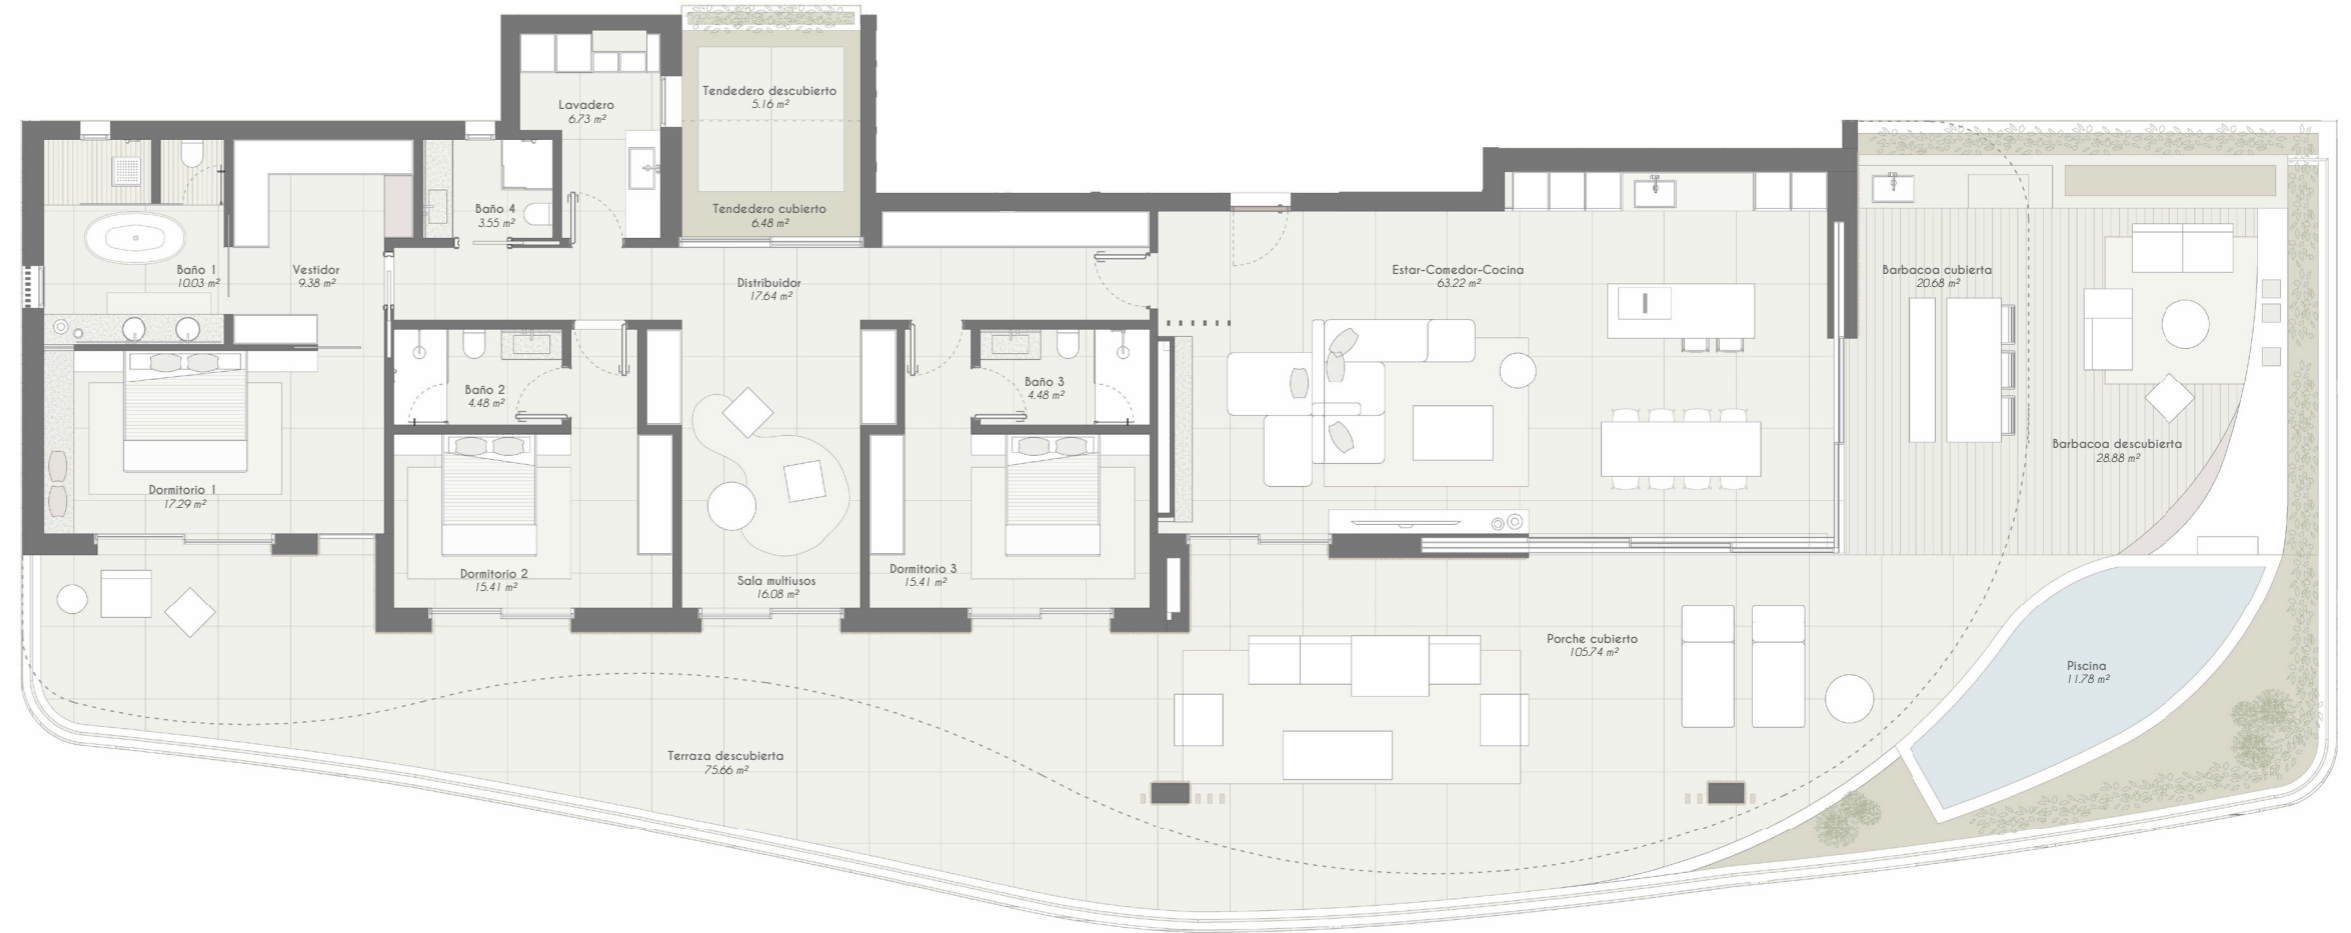 Tendedero descubierto
5.16 m²
Lavadero
6.73 m²
Baño 4
3.55 m²
Tendedero cubierto
6.48 m²
Baño 1
10.03 m²
Vestidor
9.38 m²
Distribuidor
17.64 m²
Estar-Comedor-Cocina
63.22 m²
Barbacoa cubierta
20.68 m²
Baño 2
4.48 m²
Baño 3
4.48 m²
Barbacoa descubierta
28.88 m²
Dormitorio 1
17.29 m²
Dormitorio 2
15.41 m²
Sala multiusos
16.08 m²
Dormitorio 3
15.41 m²
Porche cubierto
105.74 m²
Piscina
11.78 m²
Terraza descubierta
75.66 m²